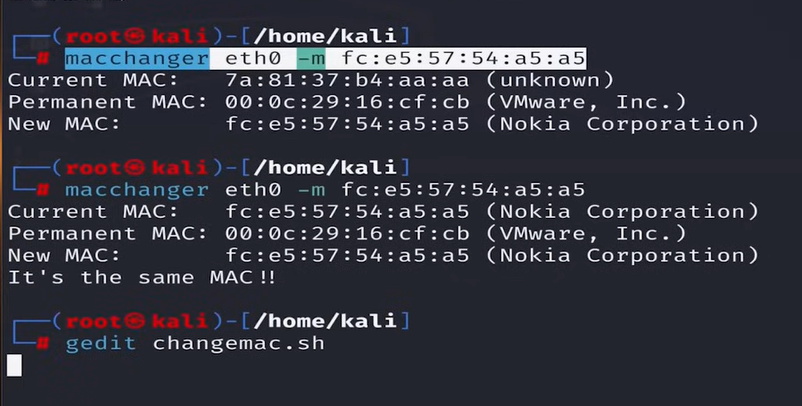 ┌──(root㉿kali)-[/home/kali]
└─# macchanger eth0 -m fc:e5:57:54:a5:a5
Current MAC:   7a:81:37:b4:aa:aa (unknown)
Permanent MAC: 00:0c:29:16:cf:cb (VMware, Inc.)
New MAC:       fc:e5:57:54:a5:a5 (Nokia Corporation)
┌──(root㉿kali)-[/home/kali]
└─# macchanger eth0 -m fc:e5:57:54:a5:a5
Current MAC:   fc:e5:57:54:a5:a5 (Nokia Corporation)
Permanent MAC: 00:0c:29:16:cf:cb (VMware, Inc.)
New MAC:       fc:e5:57:54:a5:a5 (Nokia Corporation)
It's the same MAC!!
┌──(root㉿kali)-[/home/kali]
└─# gedit changemac.sh